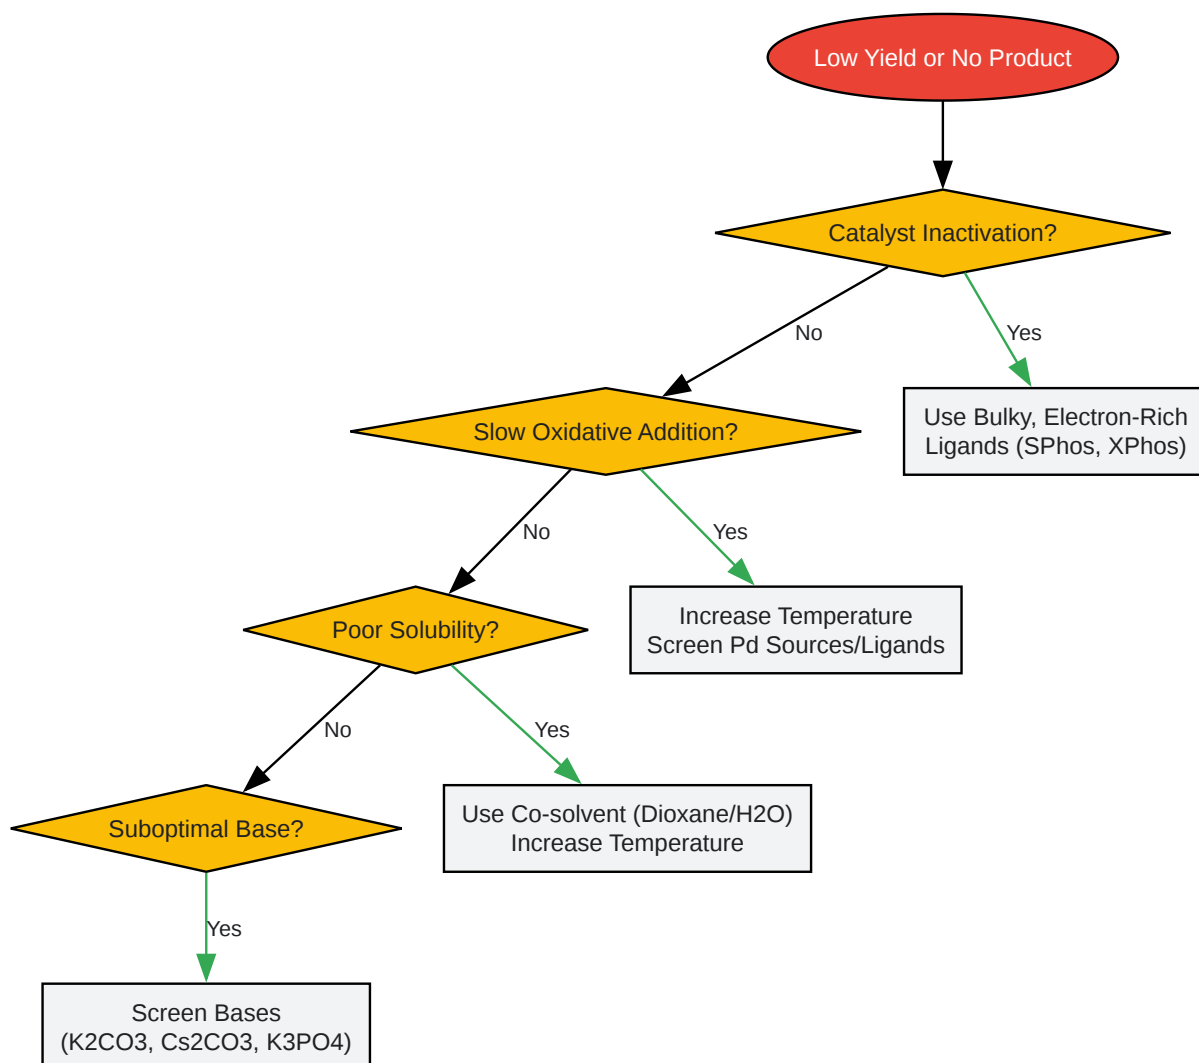 Low Yield or No Product
Catalyst Inactivation?
No
Yes
Slow Oxidative Addition?
Use Bulky, Electron-Rich
Ligands (SPhos, XPhos)
No
Yes
Poor Solubility?
Increase Temperature
Screen Pd Sources/Ligands
No
Yes
Suboptimal Base?
Use Co-solvent (Dioxane/H2O)
Increase Temperature
Yes
Screen Bases
(K2CO3, Cs2CO3, K3PO4)